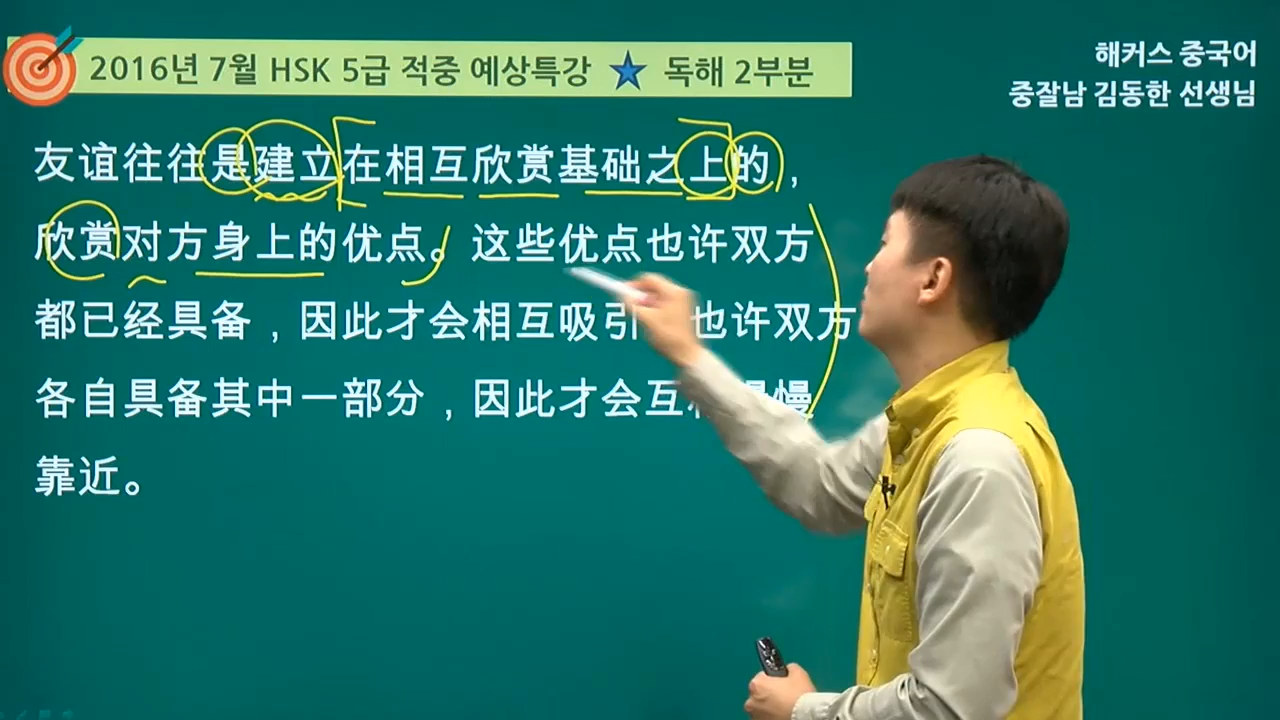 2016년 7월 HSK 5급 적중 예상특강 ★ 독해 2부분
해커스 중국어
중잘남 김동한 선생님
友谊往往是建立在相互欣赏基础之上的，
欣赏对方身上的优点。这些优点也许双方
都已经具备，因此才会相互吸引 也许双方
各自具备其中一部分，因此才会互 慢
靠近。